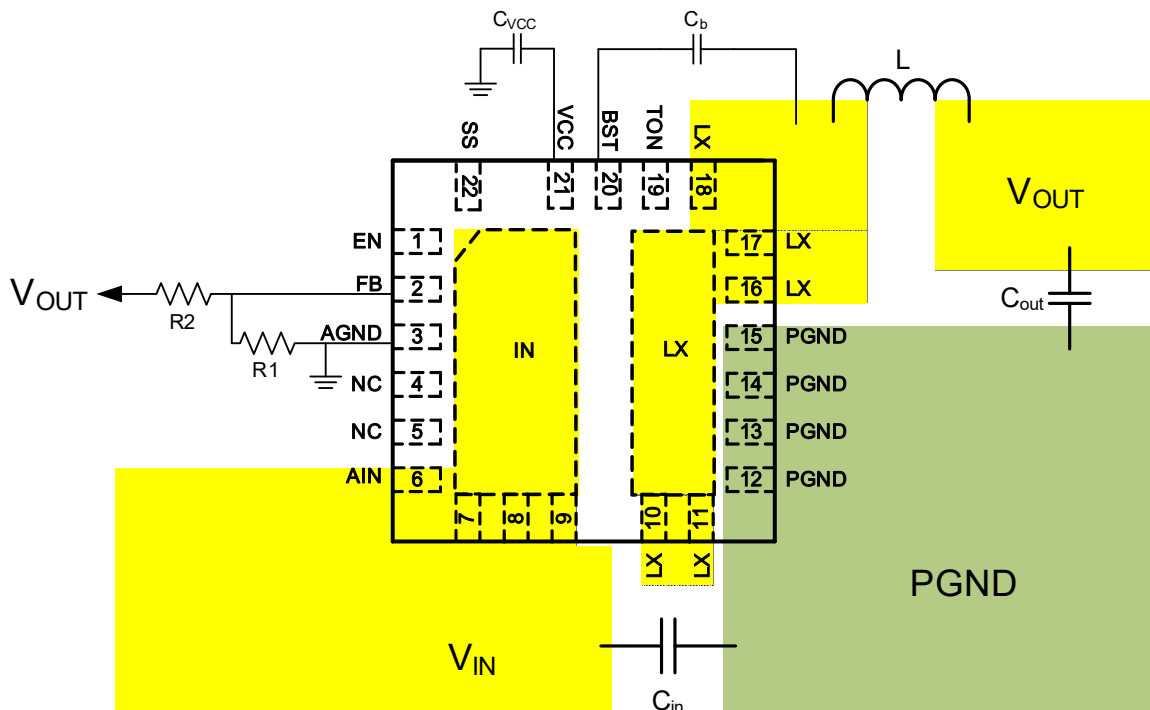 CVCC
Cb
L
SS
VCC
BST
TON
LX
22
21
20
19
18
VOUT
EN
1
17
LX
VOUT
FB
2
16
LX
Cout
R2
AGND
3
IN
LX
15
PGND
R1
NC
4
14
PGND
NC
5
13
PGND
AIN
6
12
PGND
7
8
9
10
11
LX
LX
PGND
VIN
Cin